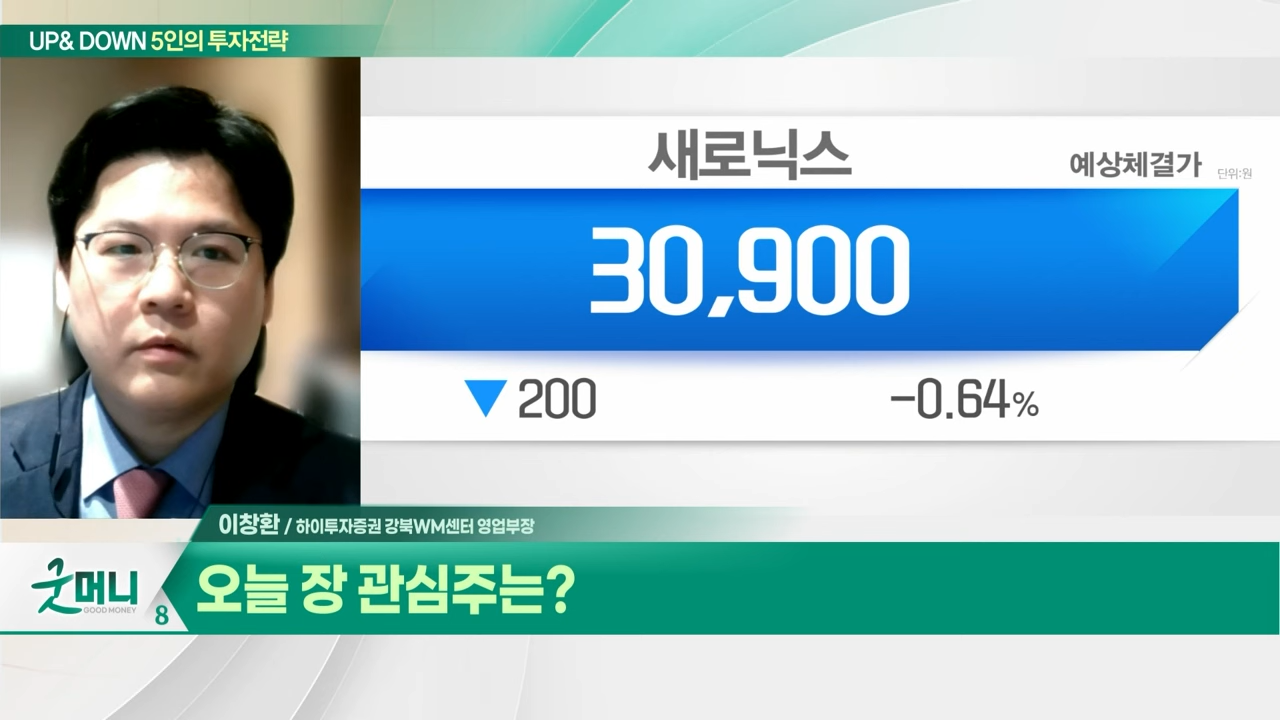 UP& DOWN 5인의 투자전략
새로닉스
예상체결가
단위:원
30,900
▼ 200
-0.64%
이창환 / 하이투자증권 강북WM센터 영업부장
굿머니
GOOD MONEY
8
오늘 장 관심주는?